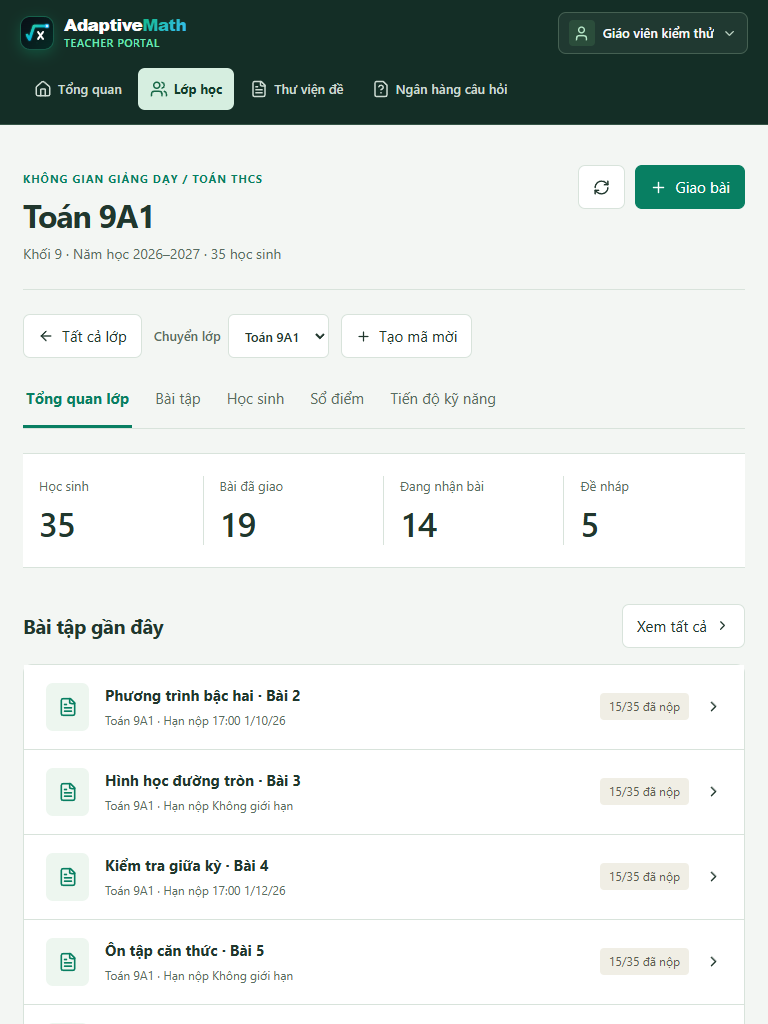 AdaptiveMath
TEACHER PORTAL
Giáo viên kiểm thử
Tổng quan
Lớp học
Thư viện đề
Ngân hàng câu hỏi
KHÔNG GIAN GIẢNG DẠY / TOÁN THCS
Toán 9A1
Khối 9 · Năm học 2026–2027 · 35 học sinh
Giao bài
Tất cả lớp
Chuyển lớp
Toán 9A1
Tạo mã mời
Tổng quan lớp
Bài tập
Học sinh
Sổ điểm
Tiến độ kỹ năng
Học sinh
35
Bài đã giao
19
Đang nhận bài
14
Đề nháp
5
Bài tập gần đây
Xem tất cả
Phương trình bậc hai · Bài 2
Toán 9A1 · Hạn nộp 17:00 1/10/26
15/35 đã nộp
Hình học đường tròn · Bài 3
Toán 9A1 · Hạn nộp Không giới hạn
15/35 đã nộp
Kiểm tra giữa kỳ · Bài 4
Toán 9A1 · Hạn nộp 17:00 1/12/26
15/35 đã nộp
Ôn tập căn thức · Bài 5
Toán 9A1 · Hạn nộp Không giới hạn
15/35 đã nộp